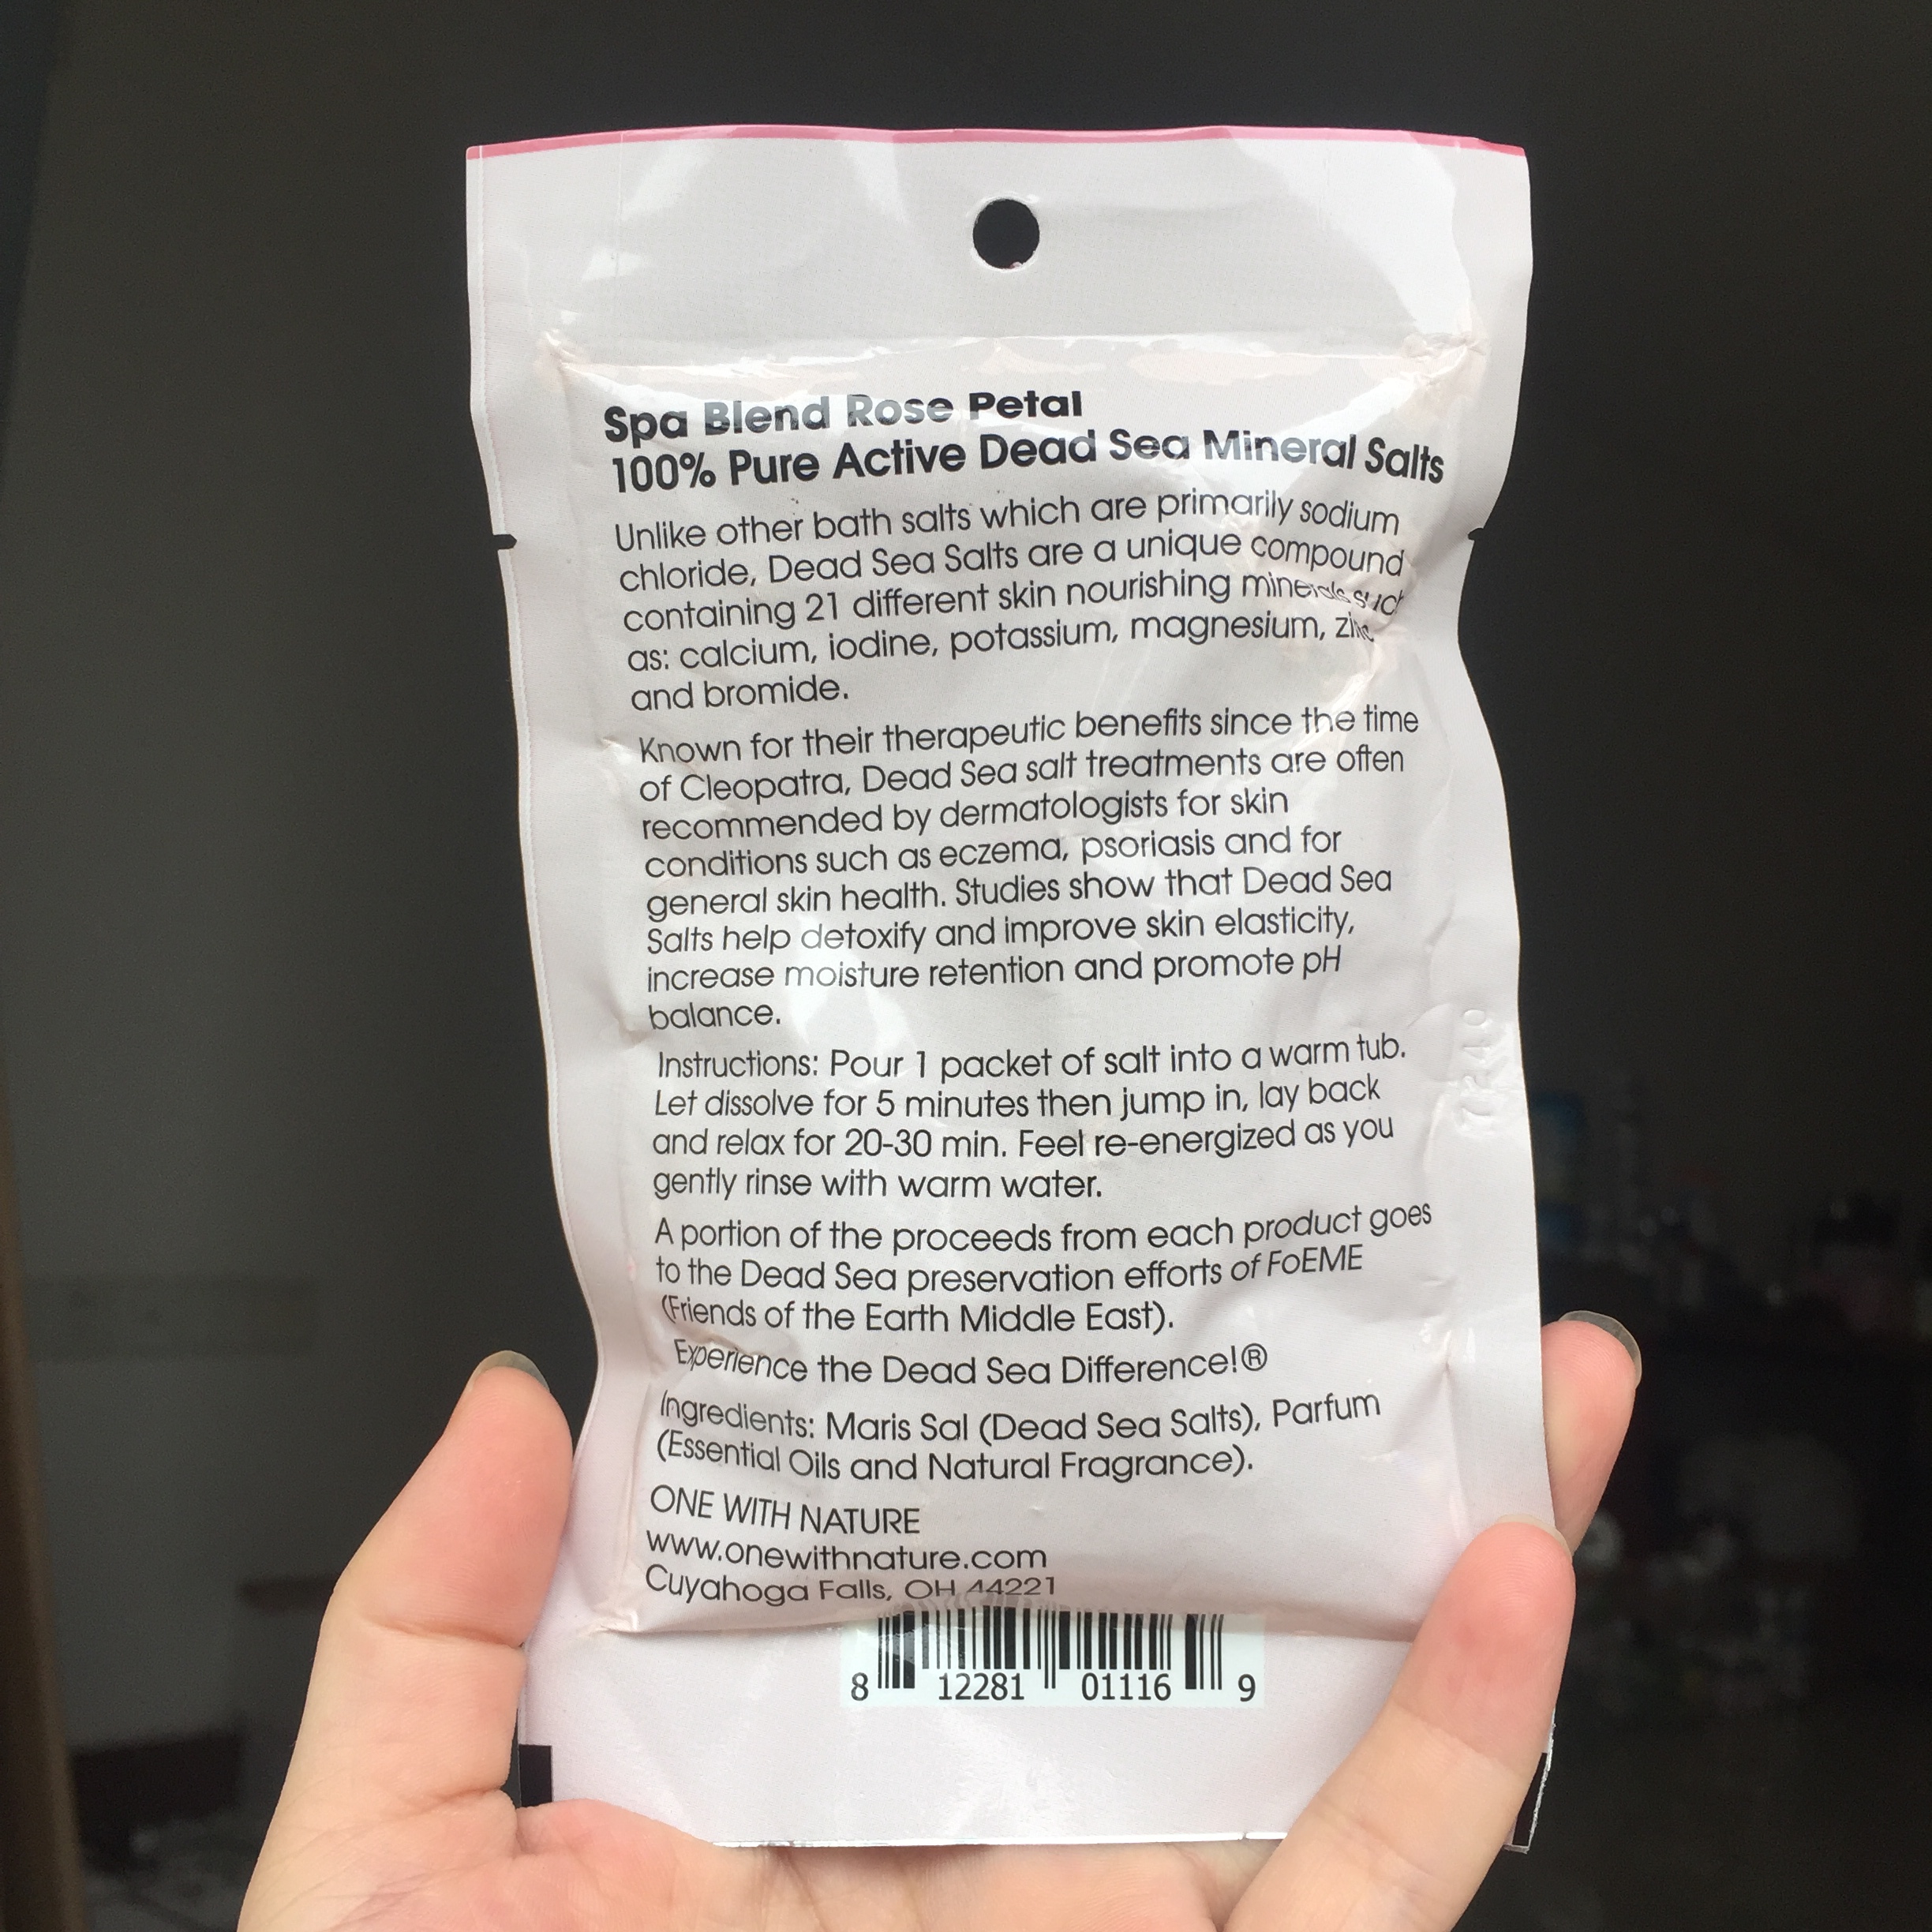 Spa Blend Rose Petal
100% Pure Active Dead Sea Mineral Salts
Unlike other bath salts which are primarily sodium
chloride, Dead Sea Salts are a unique compound
containing 21 different skin nourishing minerals such
as: calcium, iodine, potassium, magnesium, zinc
and bromide.
Known for their therapeutic benefits since the time
of Cleopatra, Dead Sea salt treatments are often
recommended by dermatologists for skin
conditions such as eczema, psoriasis and for
general skin health. Studies show that Dead Sea
Salts help detoxify and improve skin elasticity,
increase moisture retention and promote pH
balance.
Instructions: Pour 1 packet of salt into a warm tub.
Let dissolve for 5 minutes then jump in, lay back
and relax for 20-30 min. Feel re-energized as you
gently rinse with warm water.
A portion of the proceeds from each product goes
to the Dead Sea preservation efforts of FoEME
(Friends of the Earth Middle East).
Experience the Dead Sea Difference!®
Ingredients: Maris Sal (Dead Sea Salts), Parfum
(Essential Oils and Natural Fragrance).
ONE WITH NATURE
www.onewithnature.com
Cuyahoga Falls, OH 44221
8 12281 01116 9